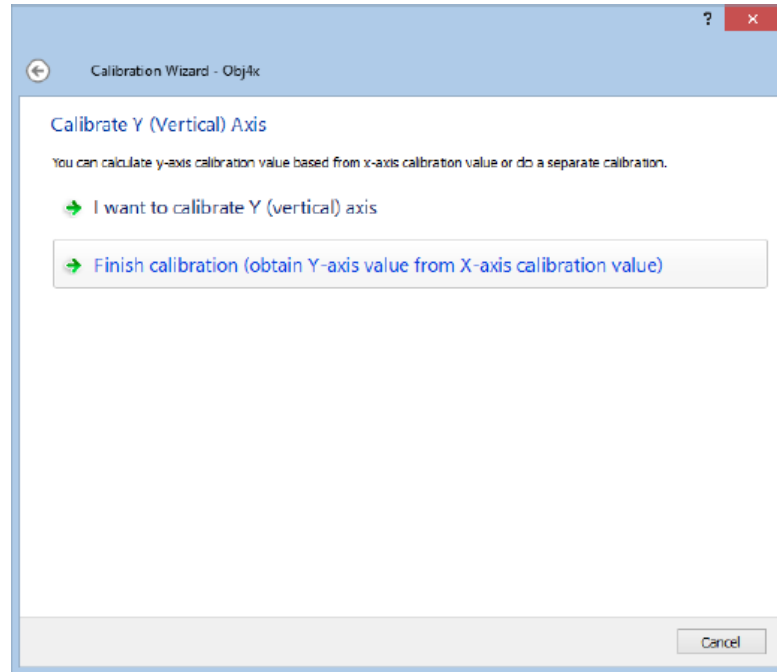 ?
Calibration Wizard - Obj4x
Calibrate Y (Vertical) Axis
You can calculate y-axis calibration value based from x-axis calibration value or do a separate calibration.
I want to calibrate Y (vertical) axis
Finish calibration (obtain Y-axis value from X-axis calibration value)
Cancel